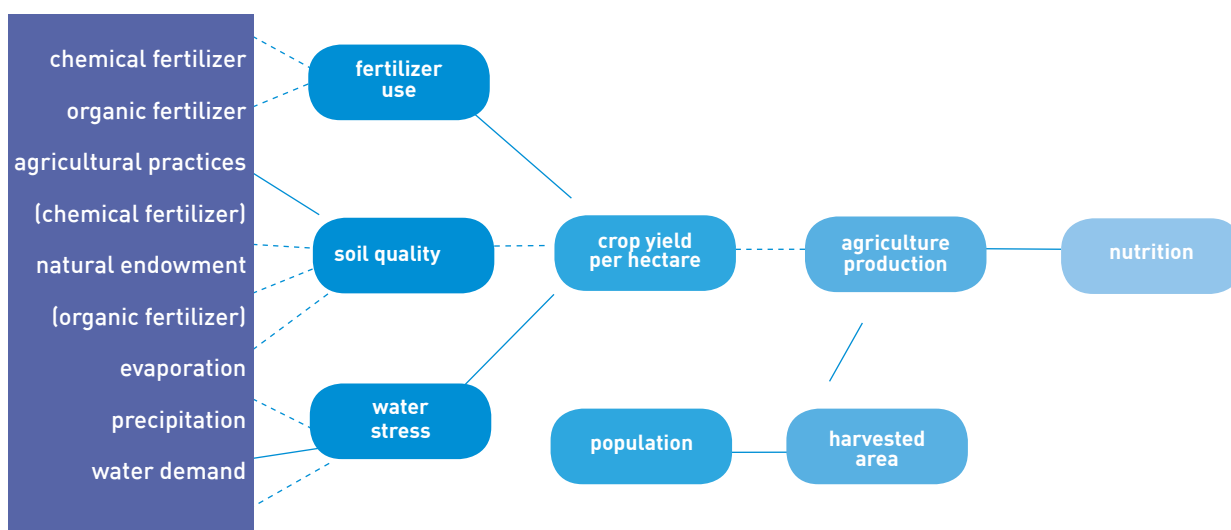 chemical fertilizer
organic fertilizer
agricultural practices
(chemical fertilizer)
natural endowment
(organic fertilizer)
evaporation
precipitation
water demand
fertilizer
use
soil quality
water
stress
crop yield
per hectare
population
agriculture
production
harvested
area
nutrition